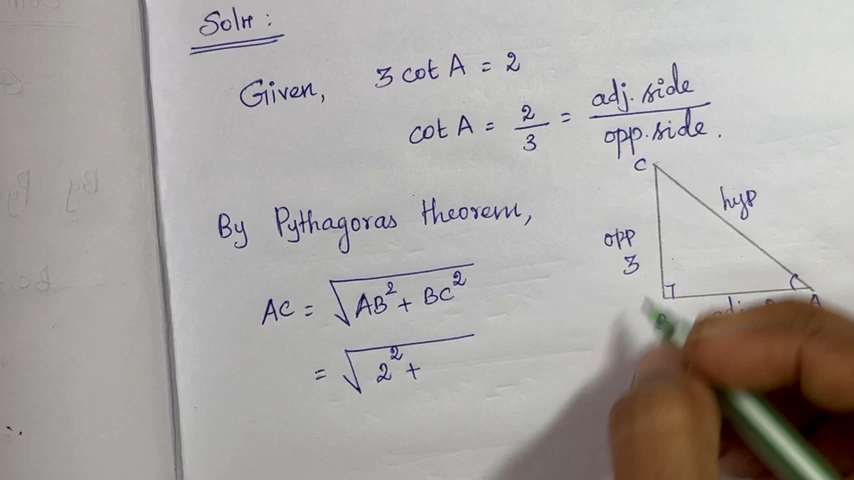 Soln :
Given, 3 cot A = 2
cot A = 2/3 = adj. side / opp. side.
C
hyp
By Pythagoras theorem,
opp
3
AC = √(AB² + BC²)
A
= √(2² +